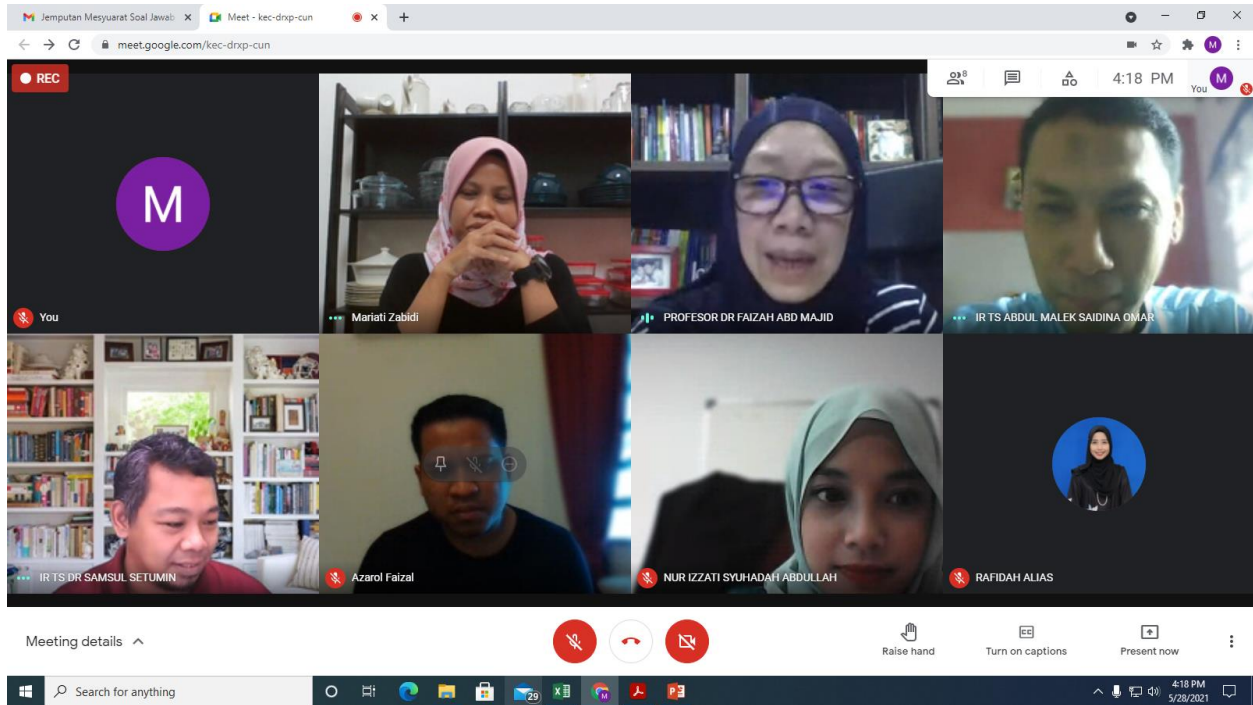 Jemputan Mesyuarat Soal Jawab
Meet - kec-drxp-cun
meet.google.com/kec-drxp-cun
M
REC
8
4:18 PM
You
M
M
You
Mariati Zabidi
PROFESOR DR FAIZAH ABD MAJID
IR TS ABDUL MALEK SAIDINA OMAR
IR TS DR SAMSUL SETUMIN
Azarol Faizal
NUR IZZATI SYUHADAH ABDULLAH
RAFIDAH ALIAS
Meeting details
Raise hand
CC
Turn on captions
Present now
Search for anything
29
4:18 PM
5/28/2021